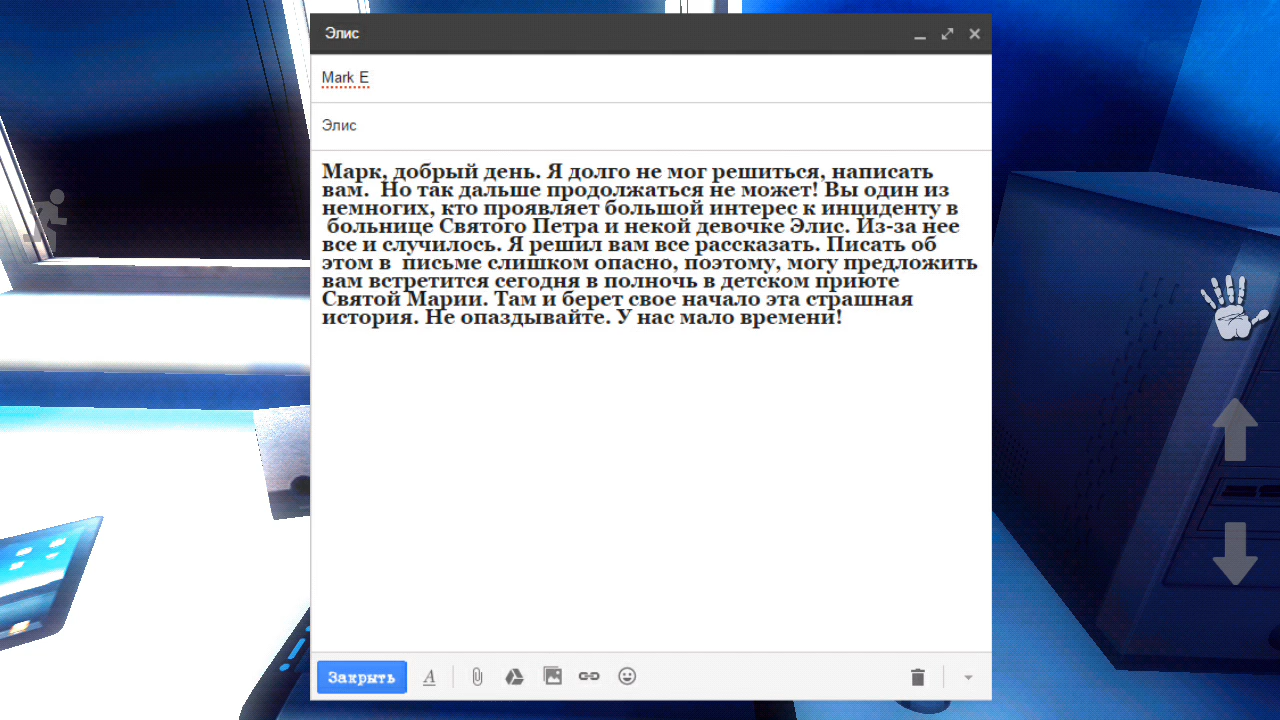 Элис
Mark E
Элис
Марк, добрый день. Я долго не мог решиться, написать
вам.  Но так дальше продолжаться не может! Вы один из
немногих, кто проявляет большой интерес к инциденту в
больнице Святого Петра и некой девочке Элис. Из-за нее
все и случилось. Я решил вам все рассказать. Писать об
этом в  письме слишком опасно, поэтому, могу предложить
вам встретится сегодня в полночь в детском приюте
Святой Марии. Там и берет свое начало эта страшная
история. Не опаздывайте. У нас мало времени!
Закрыть